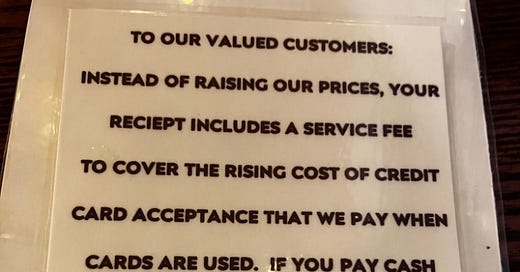 TO OUR VALUED CUSTOMERS:
INSTEAD OF RAISING OUR PRICES, YOUR
RECIEPT INCLUDES A SERVICE FEE
TO COVER THE RISING COST OF CREDIT
CARD ACCEPTANCE THAT WE PAY WHEN
CARDS ARE USED. IF YOU PAY CASH